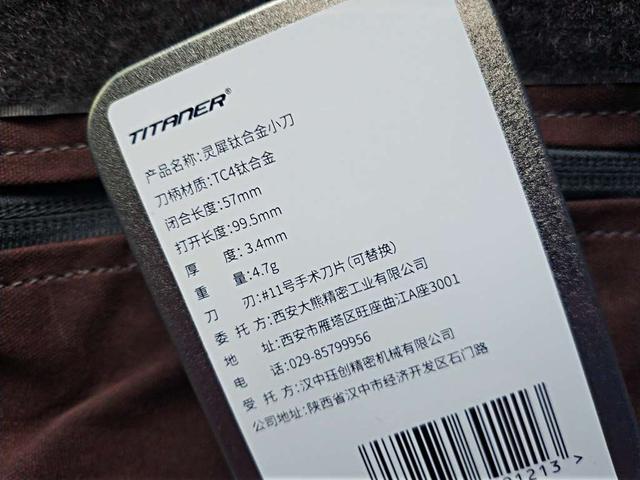 TITANER®
产品名称:灵犀钛合金小刀
刀柄材质:TC4钛合金
闭合长度:57mm
打开长度:99.5mm
厚 度:3.4mm
重 量:4.7g
刀 刃:#11号手术刀片(可替换)
委 托 方:西安大熊精密工业有限公司
地 址:西安市雁塔区旺座曲江A座3001
电 话:029-85799956
受 托 方:汉中珏创精密机械有限公司
公司地址:陕西省汉中市经济开发区石门路
1213 >